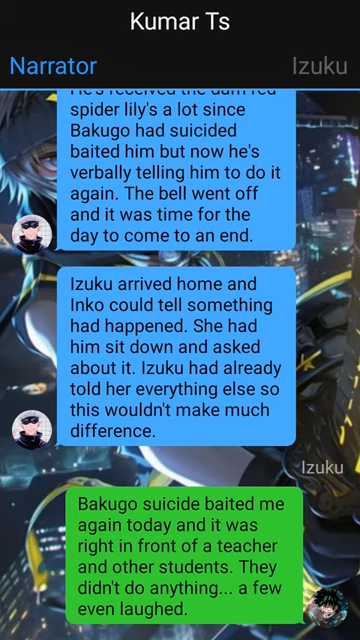 Kumar Ts
Narrator
Izuku
He's received the dam red
spider lily's a lot since
Bakugo had suicided
baited him but now he's
verbally telling him to do it
again. The bell went off
and it was time for the
day to come to an end.
Izuku arrived home and
Inko could tell something
had happened. She had
him sit down and asked
about it. Izuku had already
told her everything else so
this wouldn't make much
difference.
Izuku
Bakugo suicide baited me
again today and it was
right in front of a teacher
and other students. They
didn't do anything... a few
even laughed.